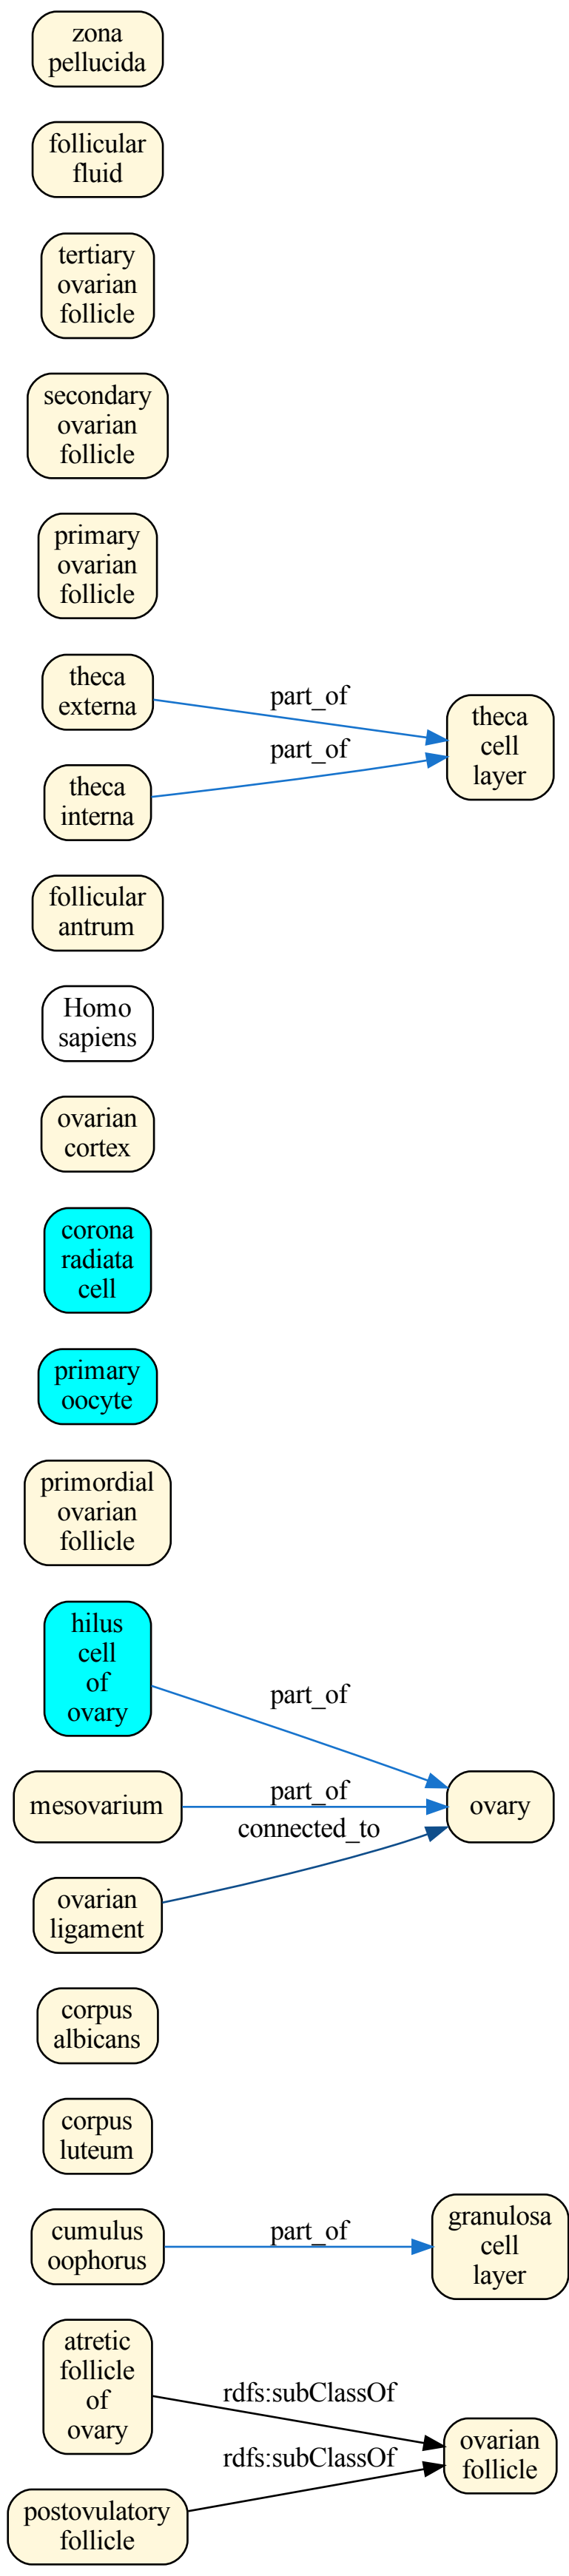 zona
pellucida
follicular
fluid
tertiary
ovarian
follicle
secondary
ovarian
follicle
primary
ovarian
follicle
theca
externa
part_of
theca
cell
layer
part_of
theca
interna
follicular
antrum
Homo
sapiens
ovarian
cortex
corona
radiata
cell
primary
oocyte
primordial
ovarian
follicle
hilus
cell
of
ovary
part_of
mesovarium
part_of
ovary
connected_to
ovarian
ligament
corpus
albicans
corpus
luteum
cumulus
oophorus
part_of
granulosa
cell
layer
atretic
follicle
of
ovary
rdfs:subClassOf
ovarian
follicle
rdfs:subClassOf
postovulatory
follicle